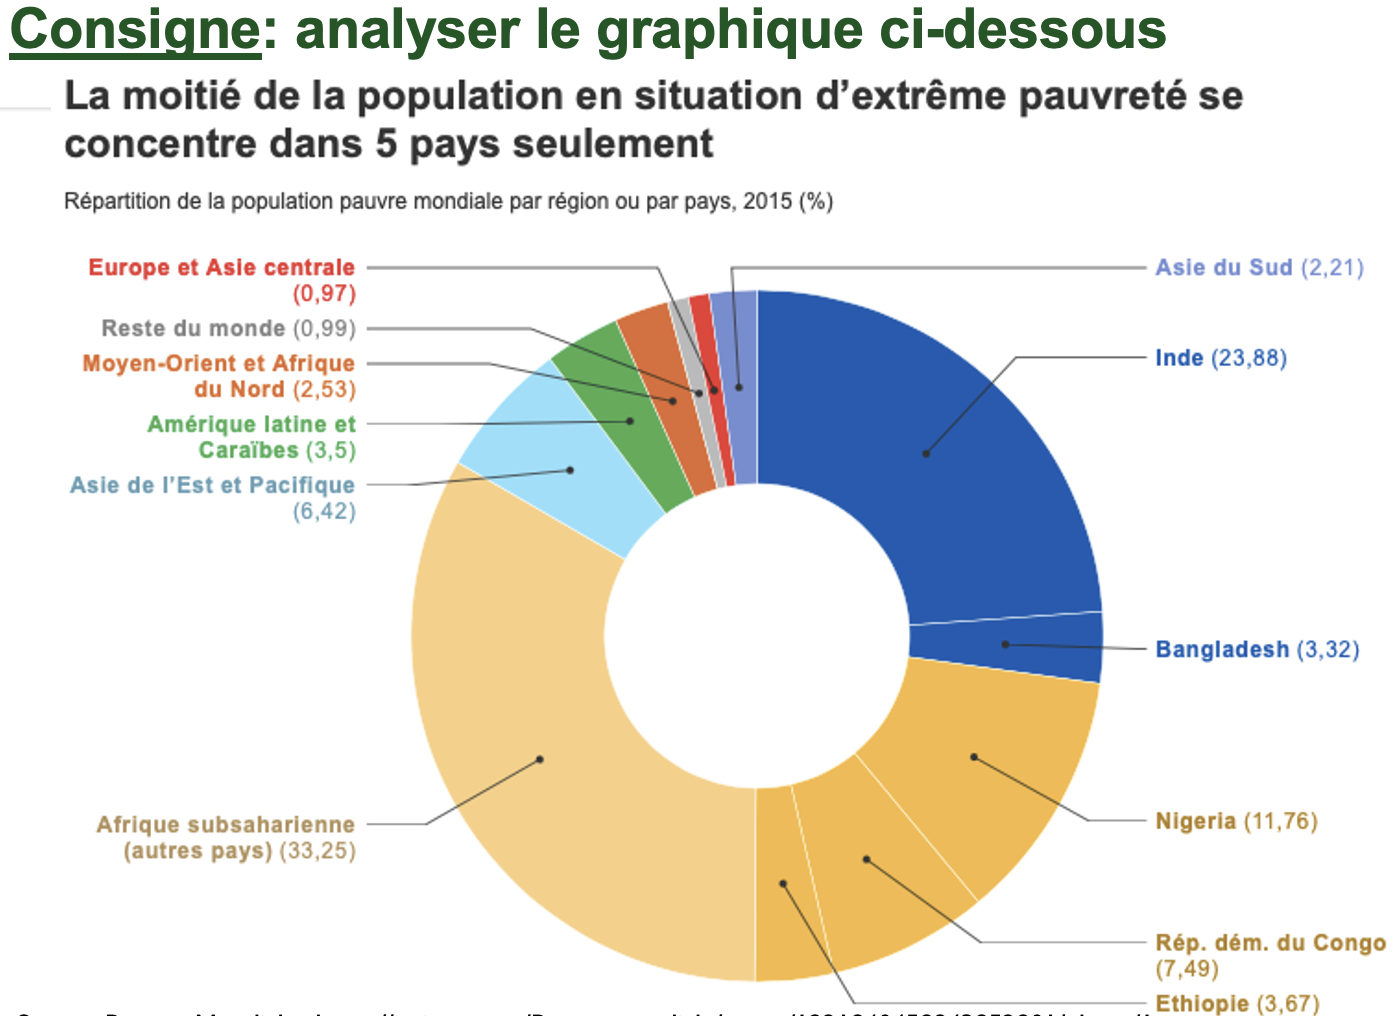 Consigne: analyser le graphique ci-dessous
La moitié de la population en situation d’extrême pauvreté se
concentre dans 5 pays seulement
Répartition de la population pauvre mondiale par région ou par pays, 2015 (%)
Europe et Asie centrale
(0,97)
Reste du monde (0,99)
Moyen-Orient et Afrique
du Nord (2,53)
Amérique latine et
Caraïbes (3,5)
Asie de l’Est et Pacifique
(6,42)
Afrique subsaharienne
(autres pays) (33,25)
Asie du Sud (2,21)
Inde (23,88)
Bangladesh (3,32)
Nigeria (11,76)
Rép. dém. du Congo
(7,49)
Ethiopie (3,67)